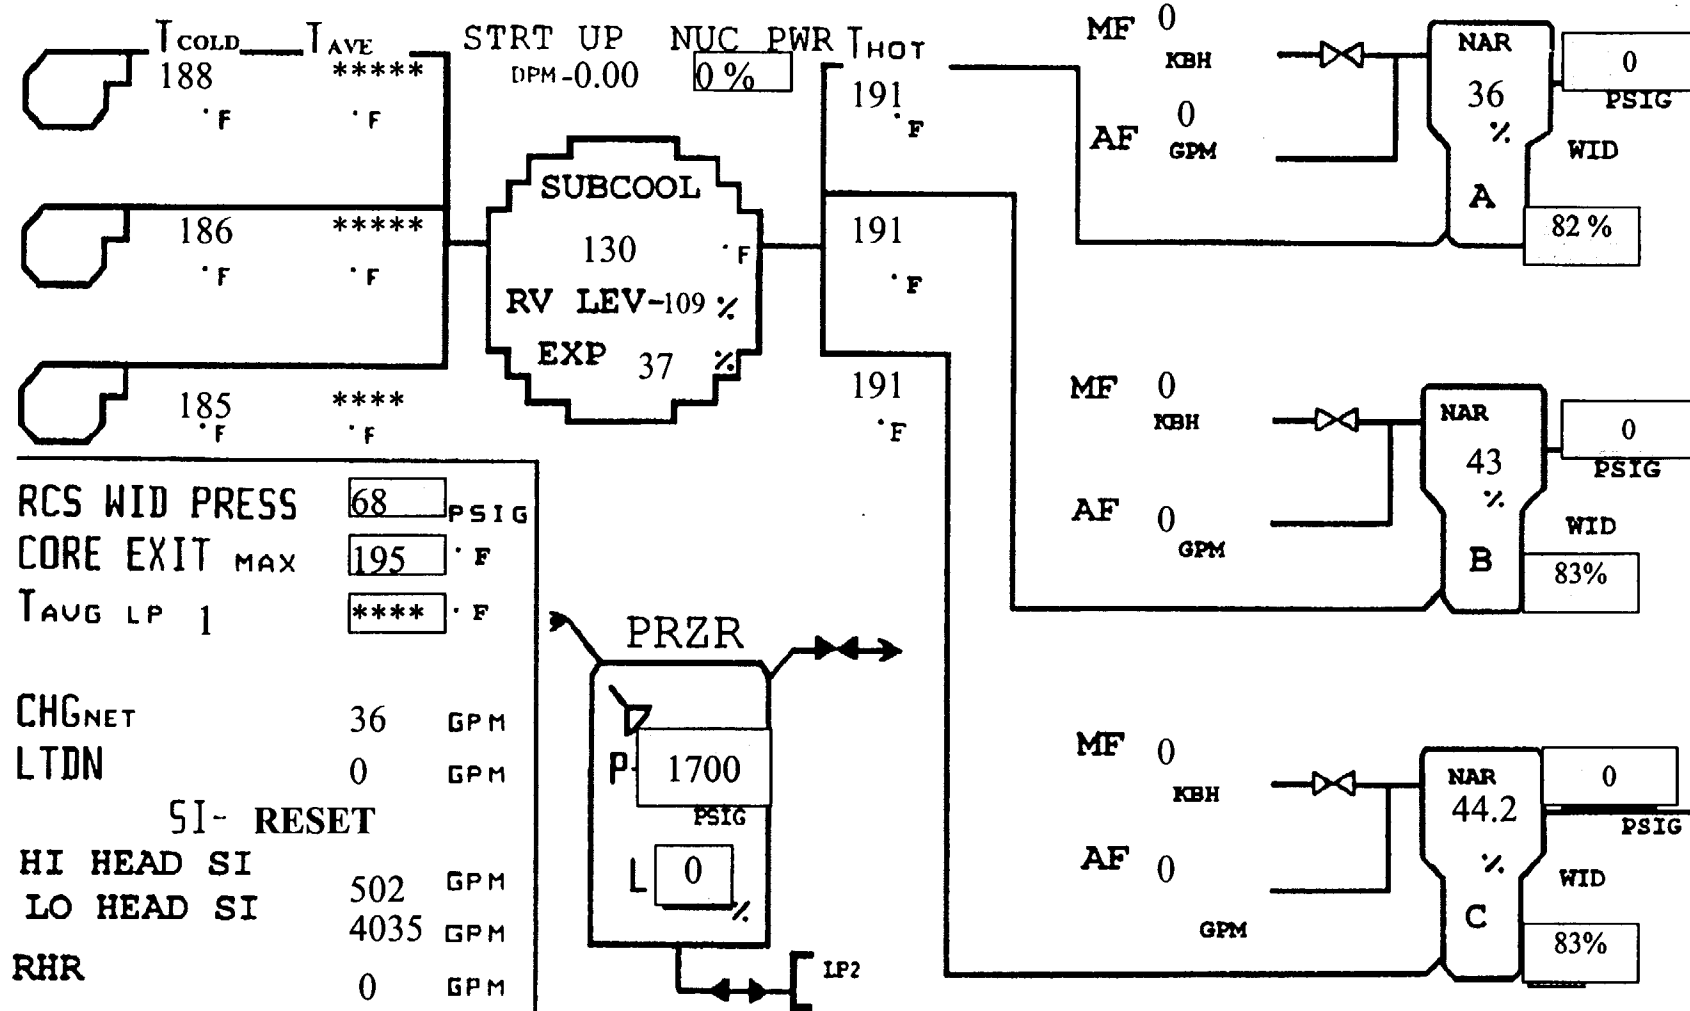 TCOLD TAVE STRT UP NUC PWR THOT
188 ***** DPM -0.00 0 % 191
°F °F °F
186 ***** SUBCOOL 191
°F °F 130 °F °F
RV LEV-109 %
EXP 37 %
185 **** 191
°F °F °F
MF 0 KBH
AF 0 GPM
NAR
36
%
A
0
PSIG
WID
82 %
MF 0 KBH
AF 0 GPM
NAR
43
%
B
0
PSIG
WID
83%
MF 0 KBH
AF 0 GPM
NAR
44.2
%
C
0
PSIG
WID
83%
RCS WID PRESS 68 PSIG
CORE EXIT MAX 195 °F
TAVG LP 1 **** °F
CHGNET 36 GPM
LTDN 0 GPM
SI- RESET
HI HEAD SI 502 GPM
LO HEAD SI 4035 GPM
RHR 0 GPM
PRZR
P 1700
PSIG
L 0
%
LP2